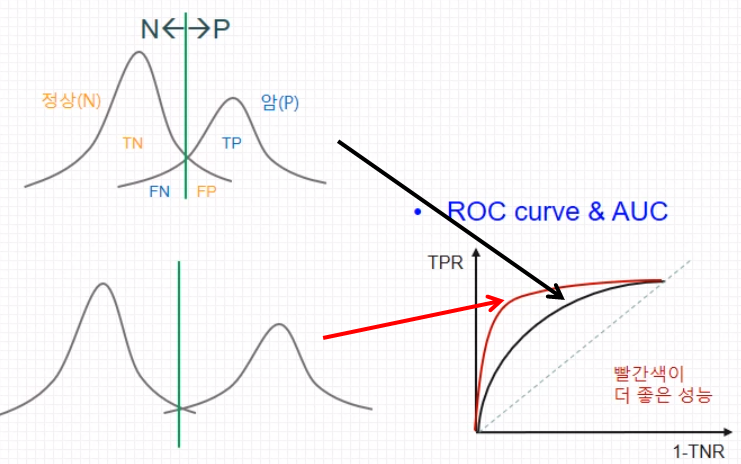 N←→P
정상(N)
암(P)
TN
TP
FN
FP
• ROC curve & AUC
TPR
빨간색이
더 좋은 성능
1-TNR